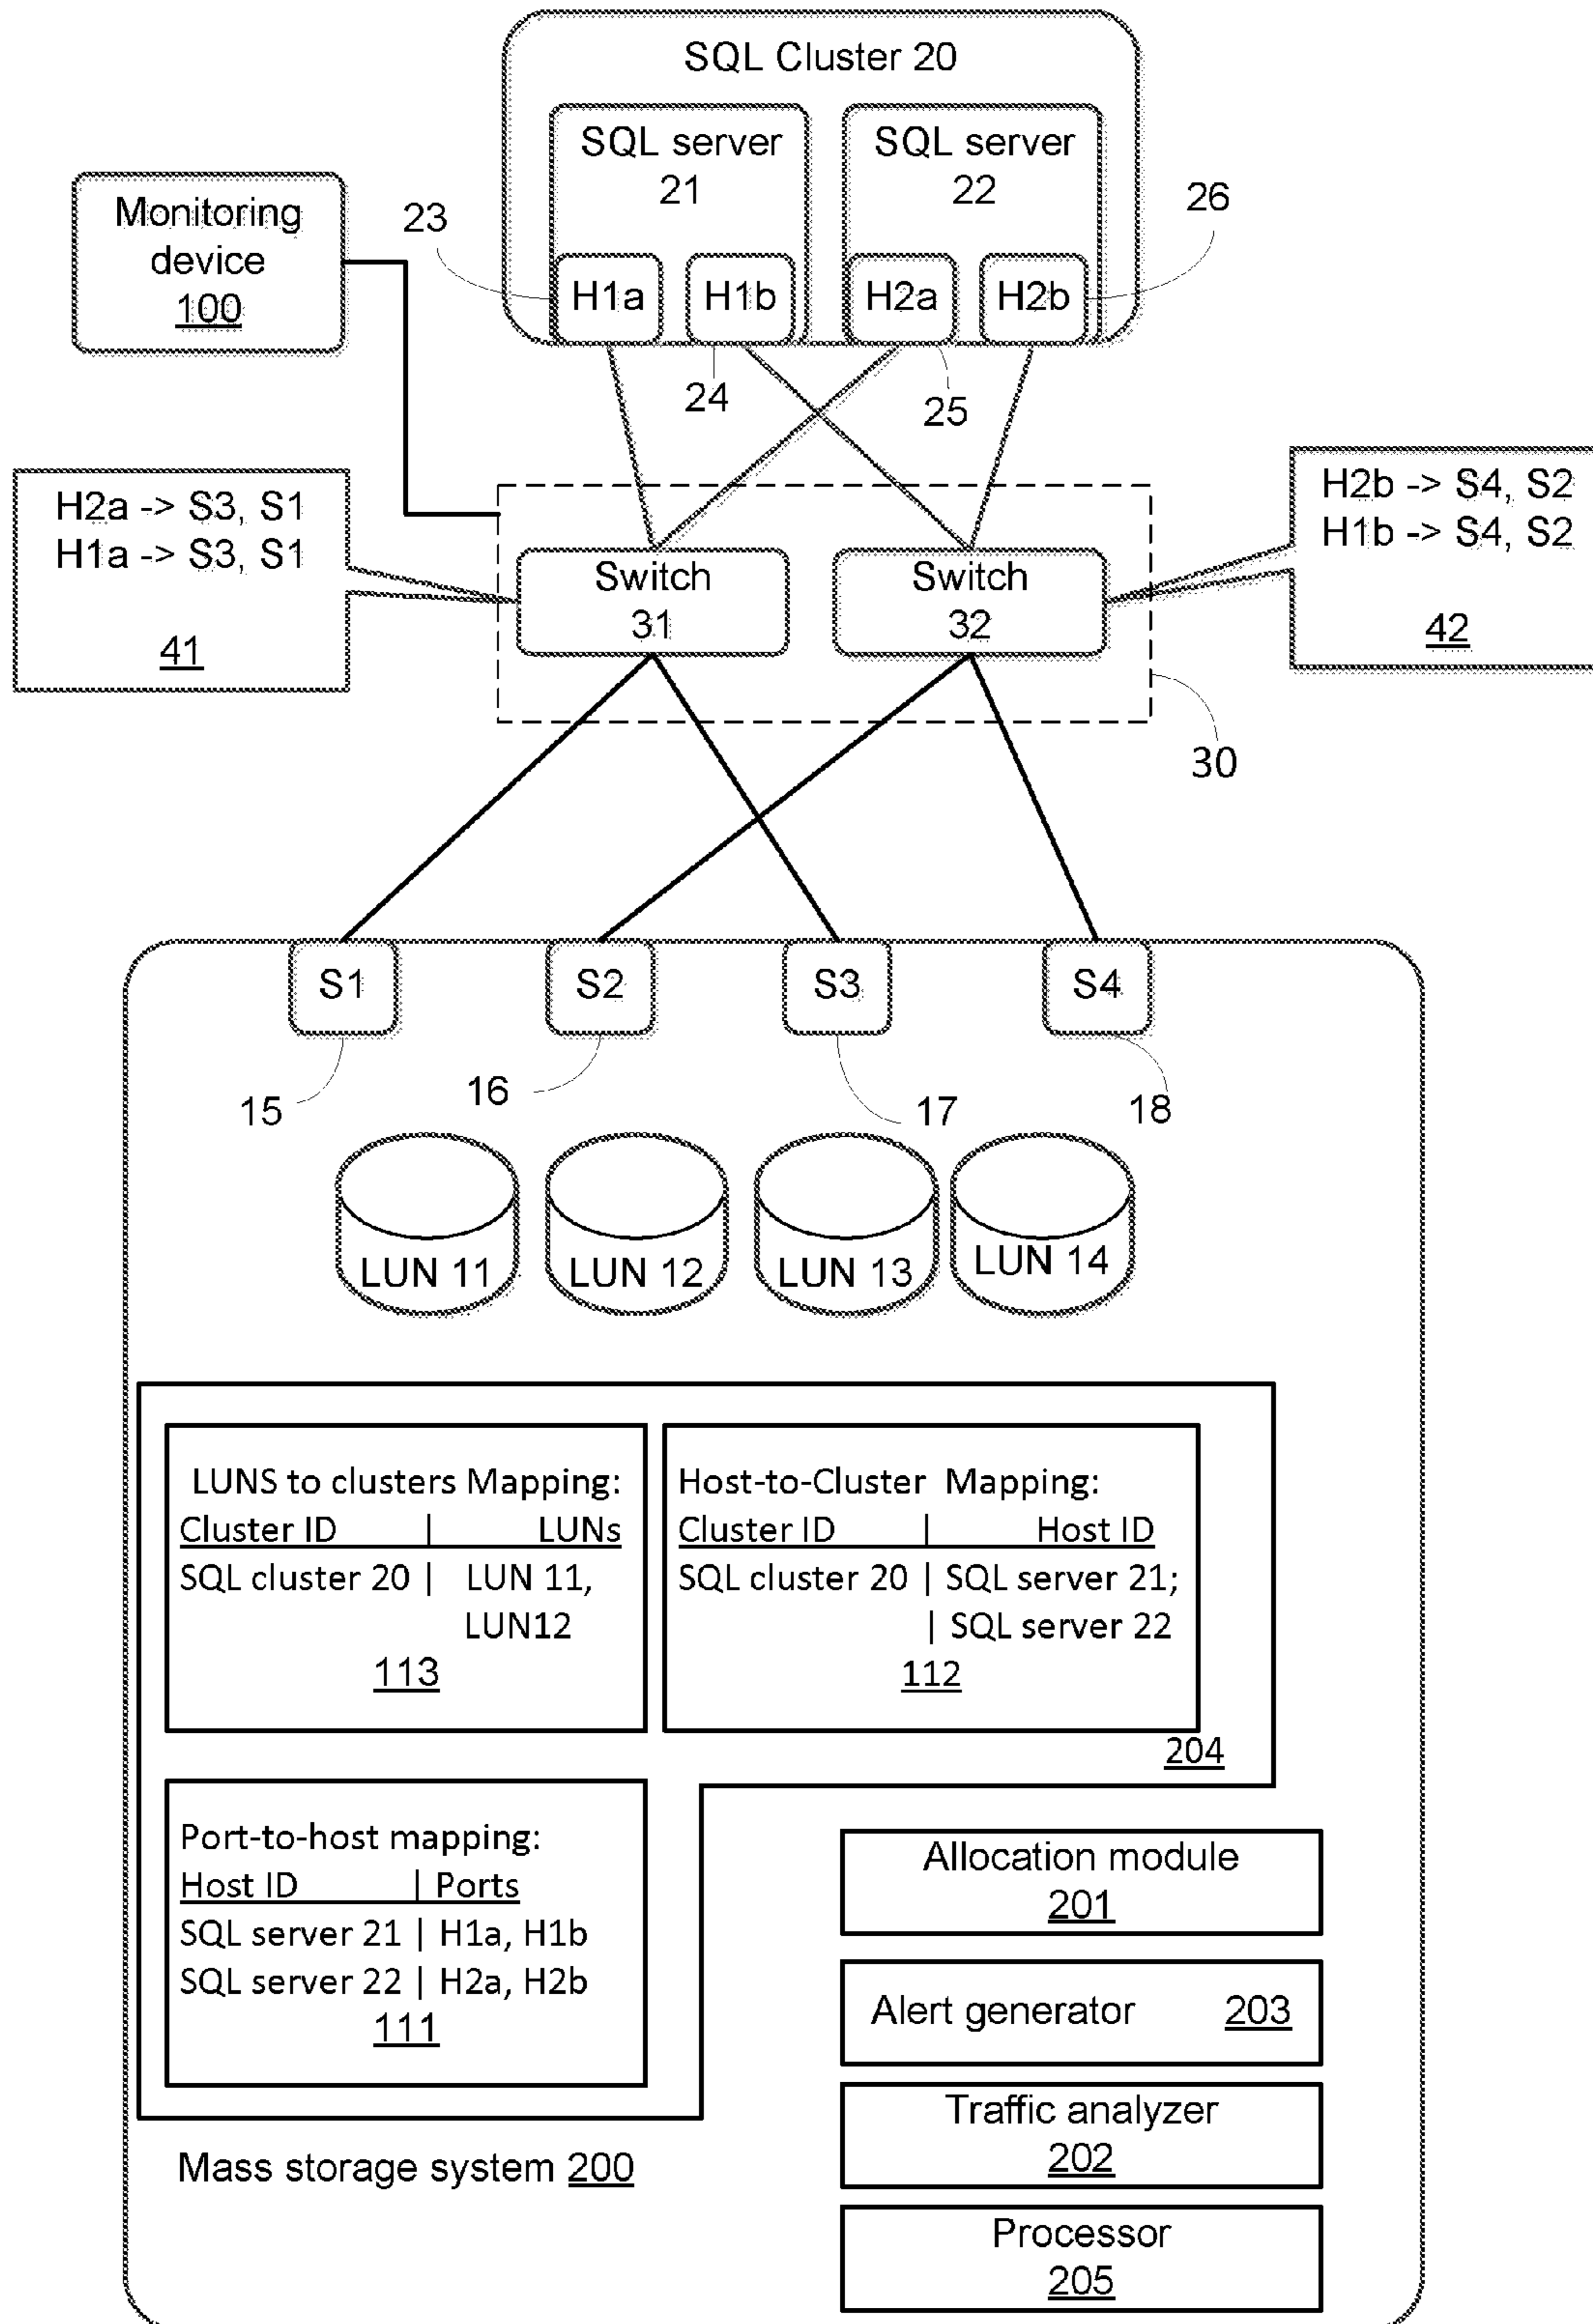 SQL Cluster 20
SQL server
21
SQL server
22
Monitoring
device
100
23
26
H1a
H1b
H2a
H2b
24
25
H2a -> S3, S1
H1a -> S3, S1
41
H2b -> S4, S2
H1b -> S4, S2
42
Switch
31
Switch
32
30
S1
S2
S3
S4
15
16
17
18
LUN 11
LUN 12
LUN 13
LUN 14
LUNS to clusters Mapping:
Cluster ID | LUNs
SQL cluster 20 | LUN 11,
LUN12
113
Host-to-Cluster Mapping:
Cluster ID | Host ID
SQL cluster 20 | SQL server 21;
| SQL server 22
112
204
Port-to-host mapping:
Host ID | Ports
SQL server 21 | H1a, H1b
SQL server 22 | H2a, H2b
111
Allocation module
201
Alert generator 203
Traffic analyzer
202
Processor
205
Mass storage system 200